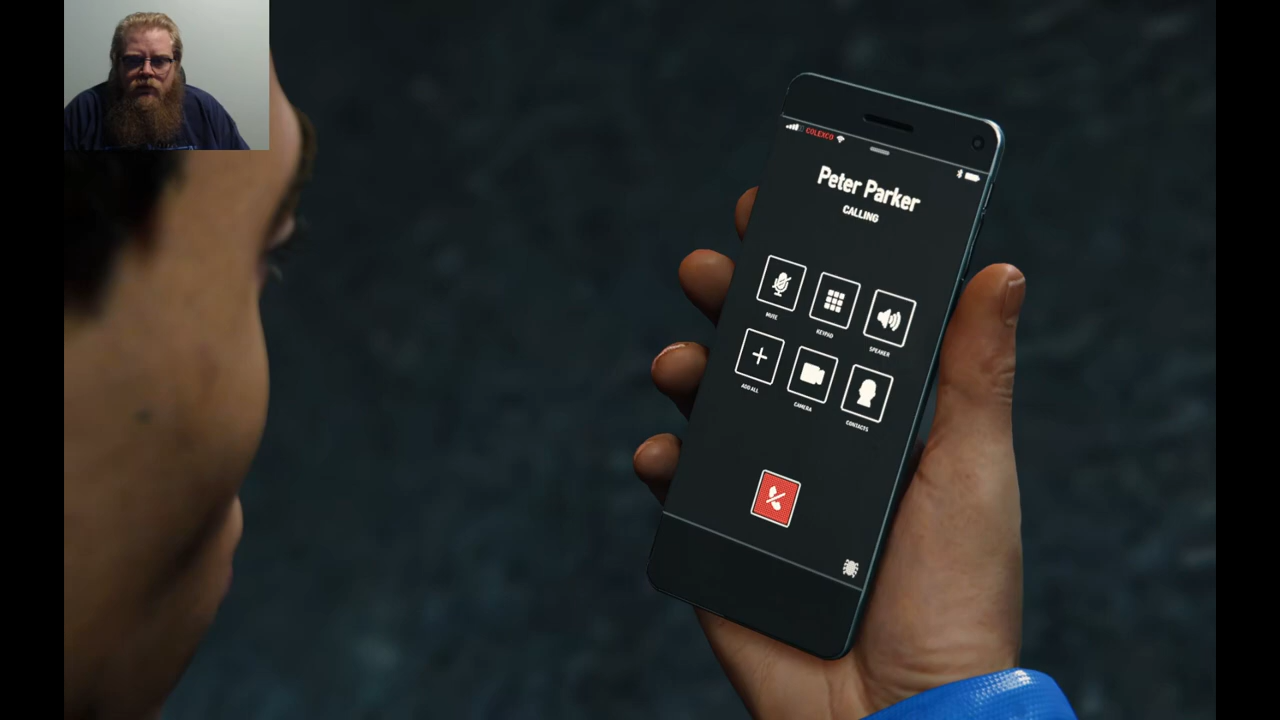 COLEXCO
Peter Parker
CALLING
MUTE
KEYPAD
SPEAKER
ADD ALL
CAMERA
CONTACTS